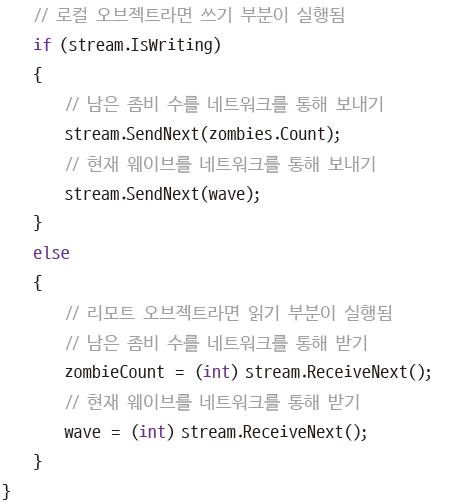 // 로컬 오브젝트라면 쓰기 부분이 실행됨
if (stream.IsWriting)
{
// 남은 좀비 수를 네트워크를 통해 보내기
stream.SendNext(zombies.Count);
// 현재 웨이브를 네트워크를 통해 보내기
stream.SendNext(wave);
}
else
{
// 리모트 오브젝트라면 읽기 부분이 실행됨
// 남은 좀비 수를 네트워크를 통해 받기
zombieCount = (int) stream.ReceiveNext();
// 현재 웨이브를 네트워크를 통해 받기
wave = (int) stream.ReceiveNext();
}
}